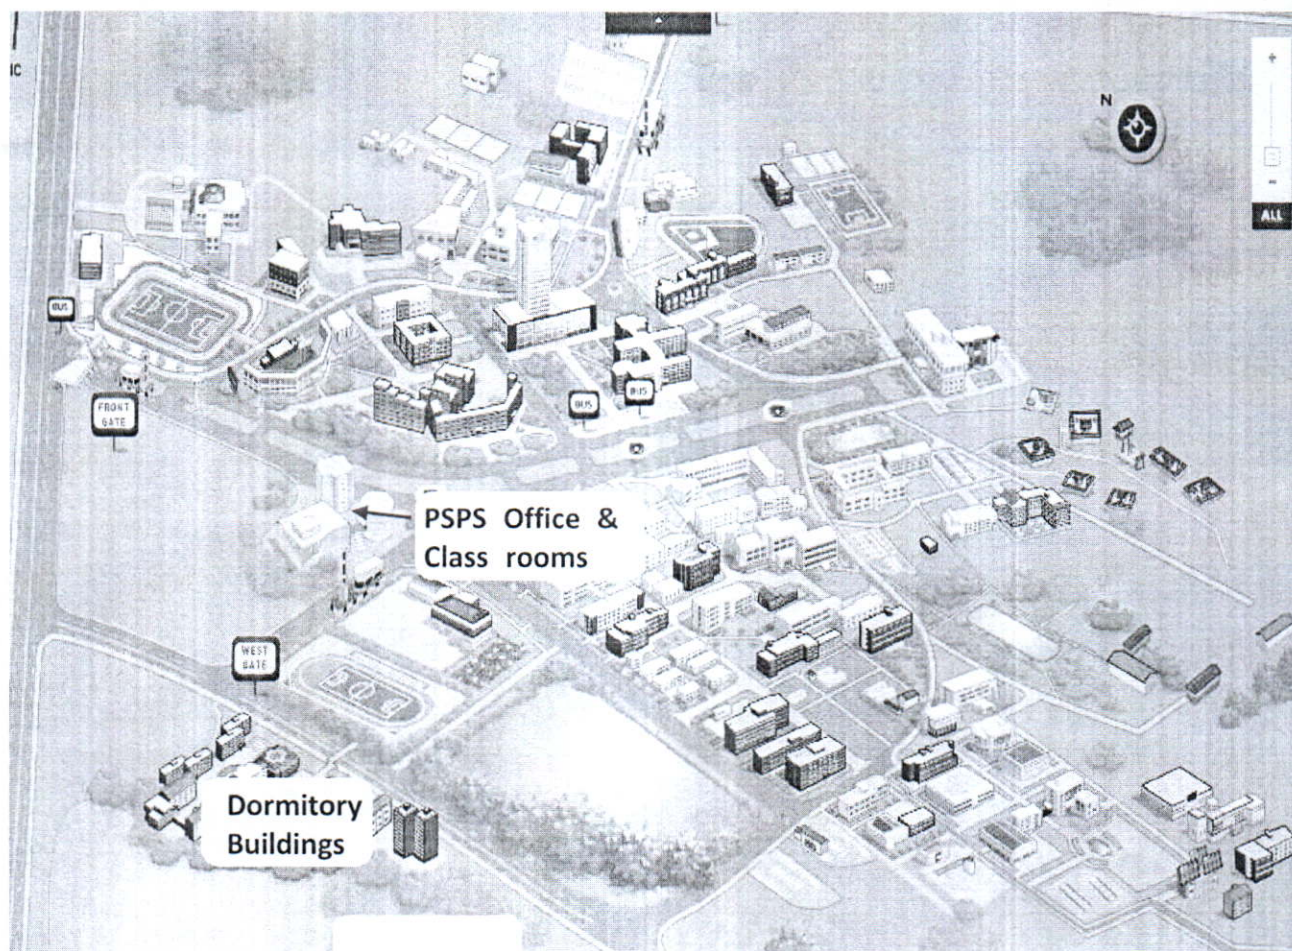 N
ALL
BUS
FRONT
GATE
BUS
BUS
PSPS Office &
Class rooms
WEST
GATE
Dormitory
Buildings